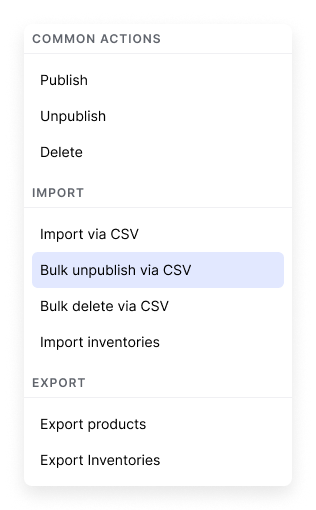 COMMON ACTIONS
Publish
Unpublish
Delete
IMPORT
Import via CSV
Bulk unpublish via CSV
Bulk delete via CSV
Import inventories
EXPORT
Export products
Export Inventories